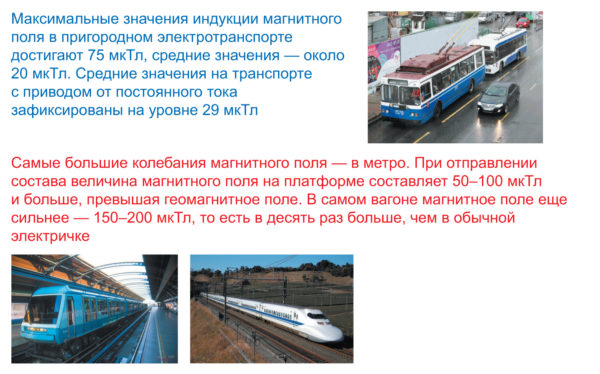 Максимальные значения индукции магнитного
поля в пригородном электротранспорте
достигают 75 мкТл, средние значения — около
20 мкТл. Средние значения на транспорте
с приводом от постоянного тока
зафиксированы на уровне 29 мкТл
Самые большие колебания магнитного поля — в метро. При отправлении
состава величина магнитного поля на платформе составляет 50–100 мкТл
и больше, превышая геомагнитное поле. В самом вагоне магнитное поле еще
сильнее — 150–200 мкТл, то есть в десять раз больше, чем в обычной
электричке